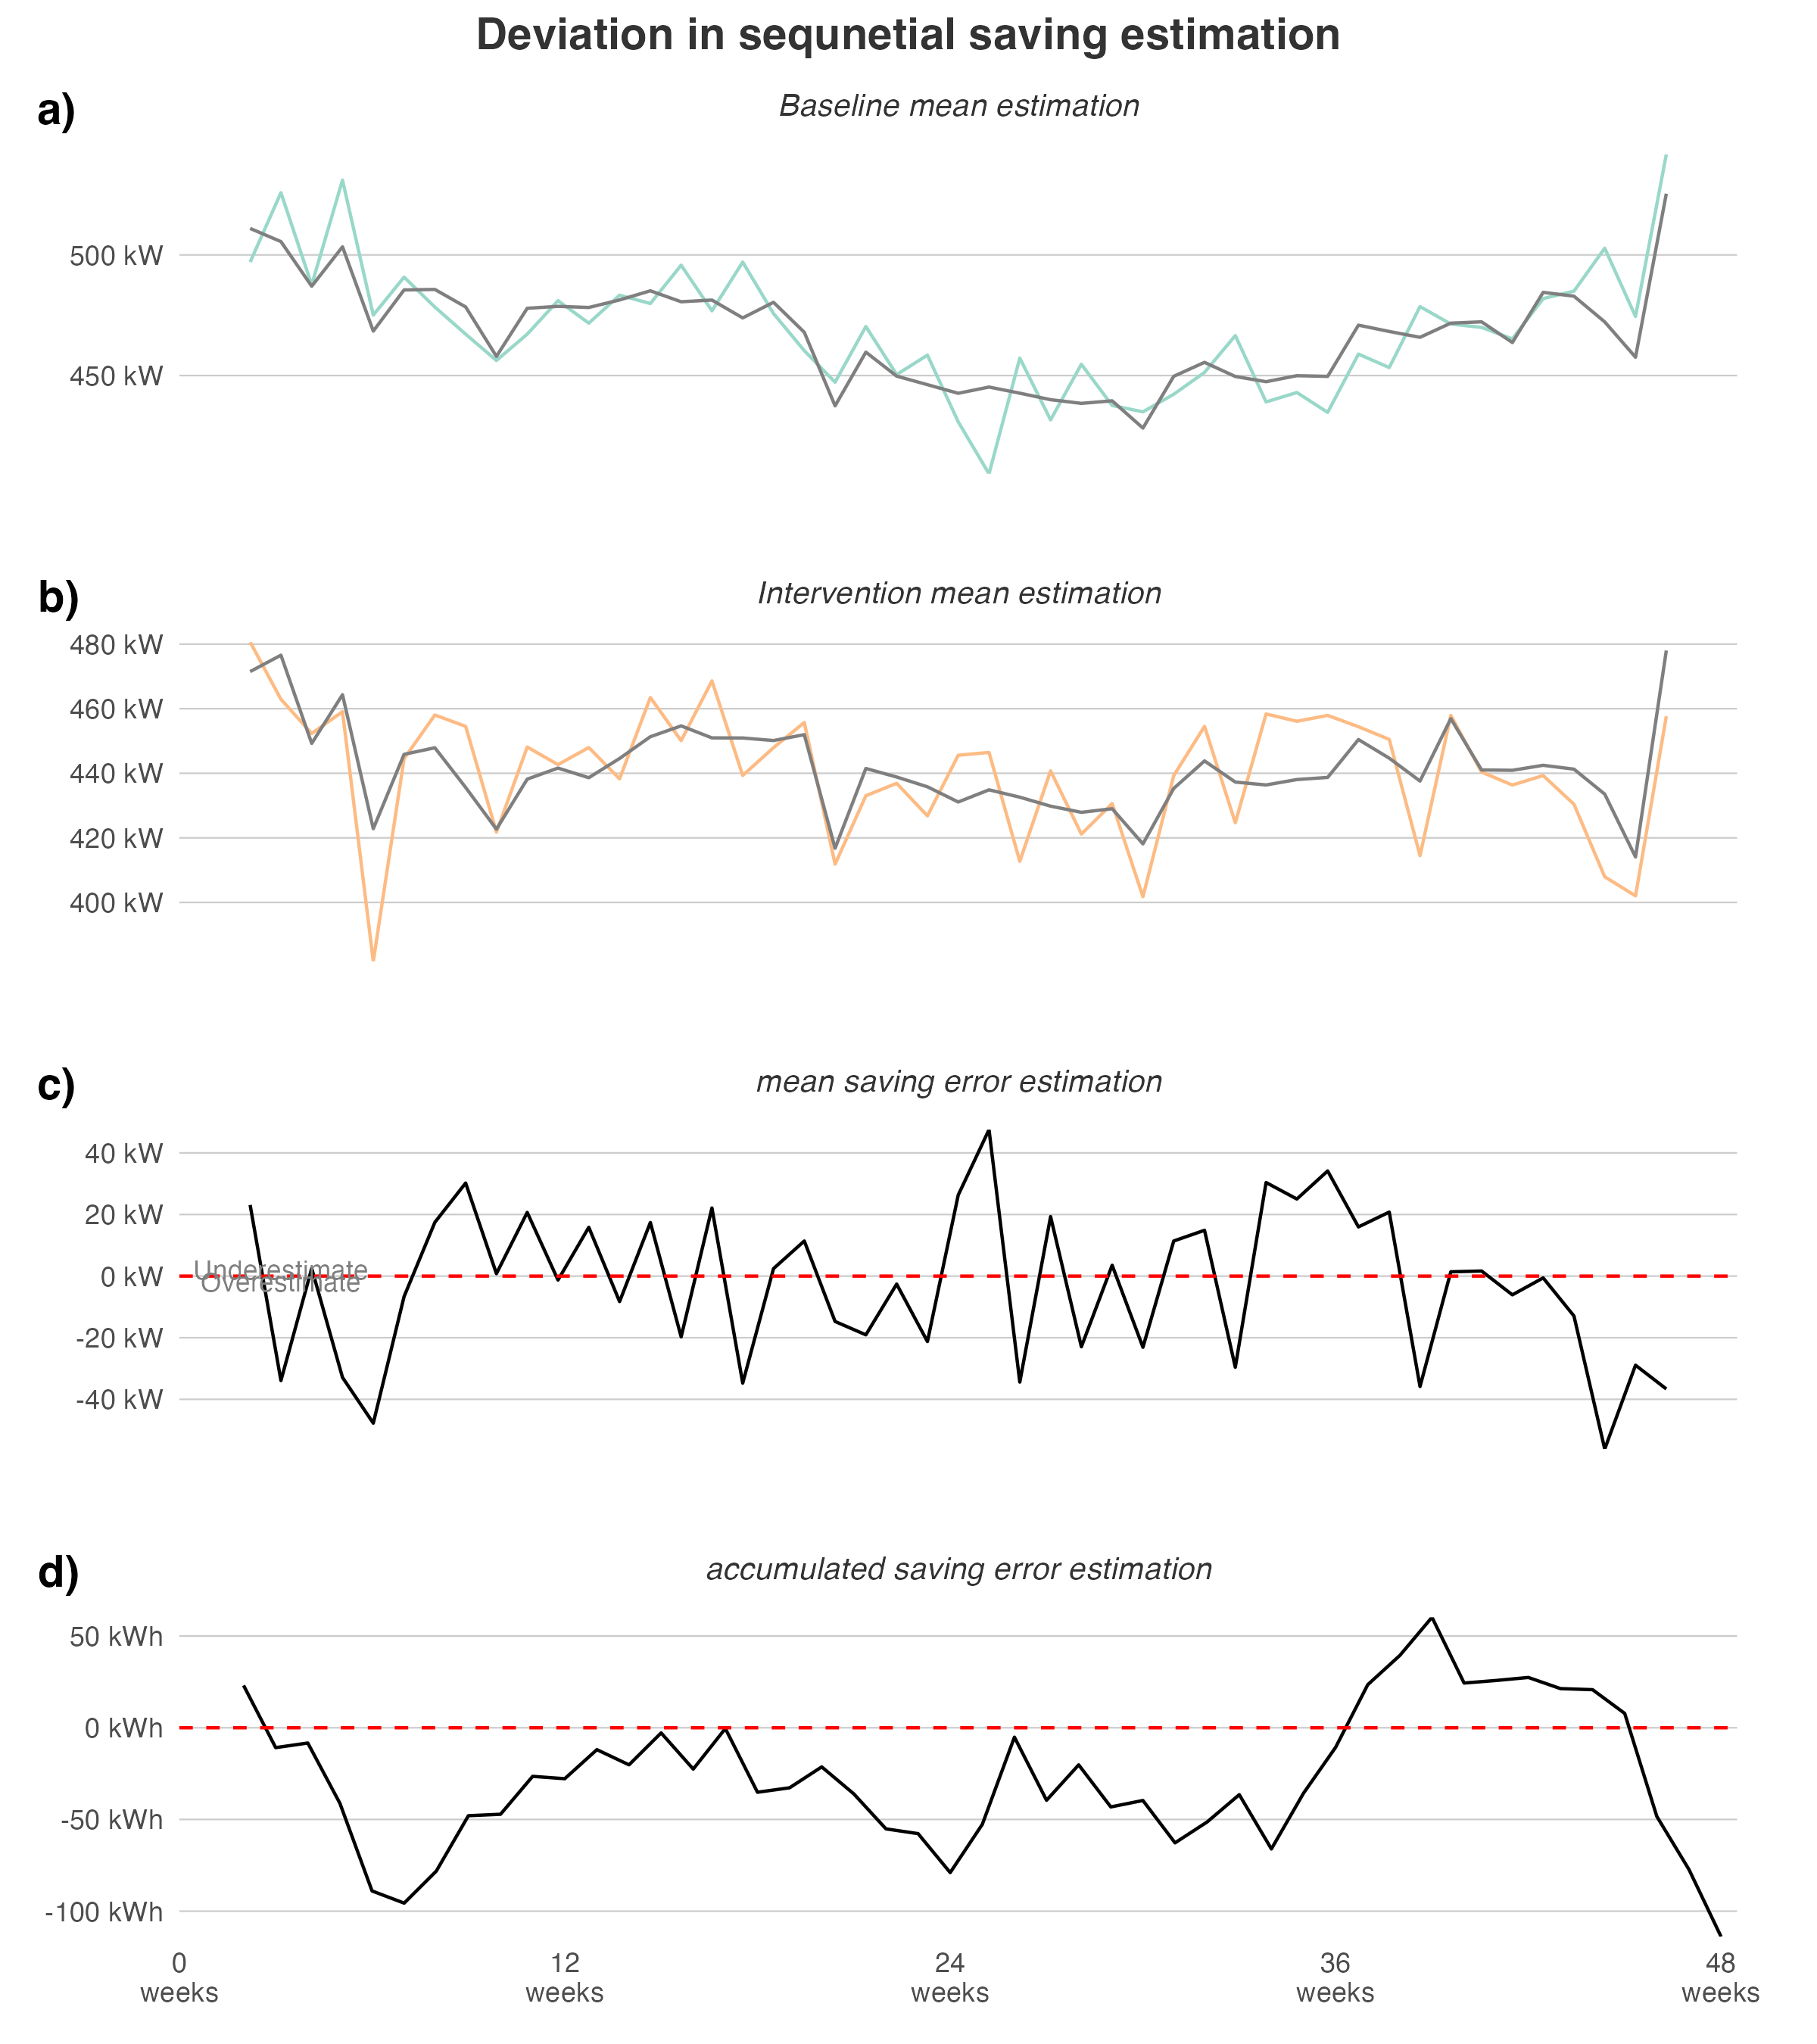 Deviation in sequnetial saving estimation
a)
Baseline mean estimation
500 kW
450 kW
b)
Intervention mean estimation
480 kW
460 kW
440 kW
420 kW
400 kW
c)
mean saving error estimation
40 kW
20 kW
0 kW
Underestimate
Overestimate
-20 kW
-40 kW
d)
accumulated saving error estimation
50 kWh
0 kWh
-50 kWh
-100 kWh
0 12 24 36 48
weeks weeks weeks weeks weeks